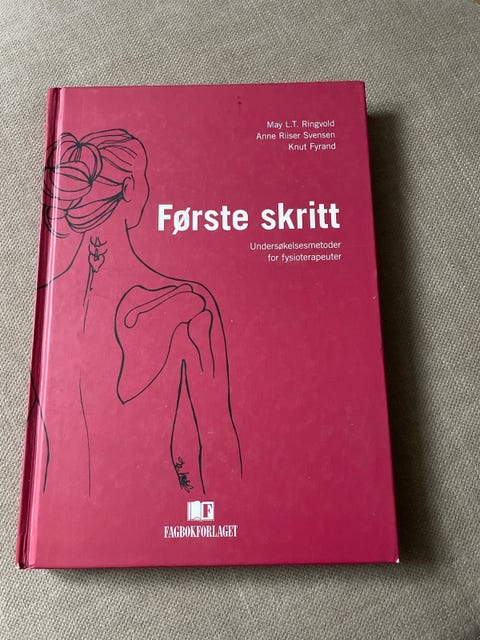 May L.T. Ringvold
Anne Riiser Svensen
Knut Fyrand
Første skritt
Undersøkelsesmetoder
for fysioterapeuter
F
FAGBOKFORLAGET